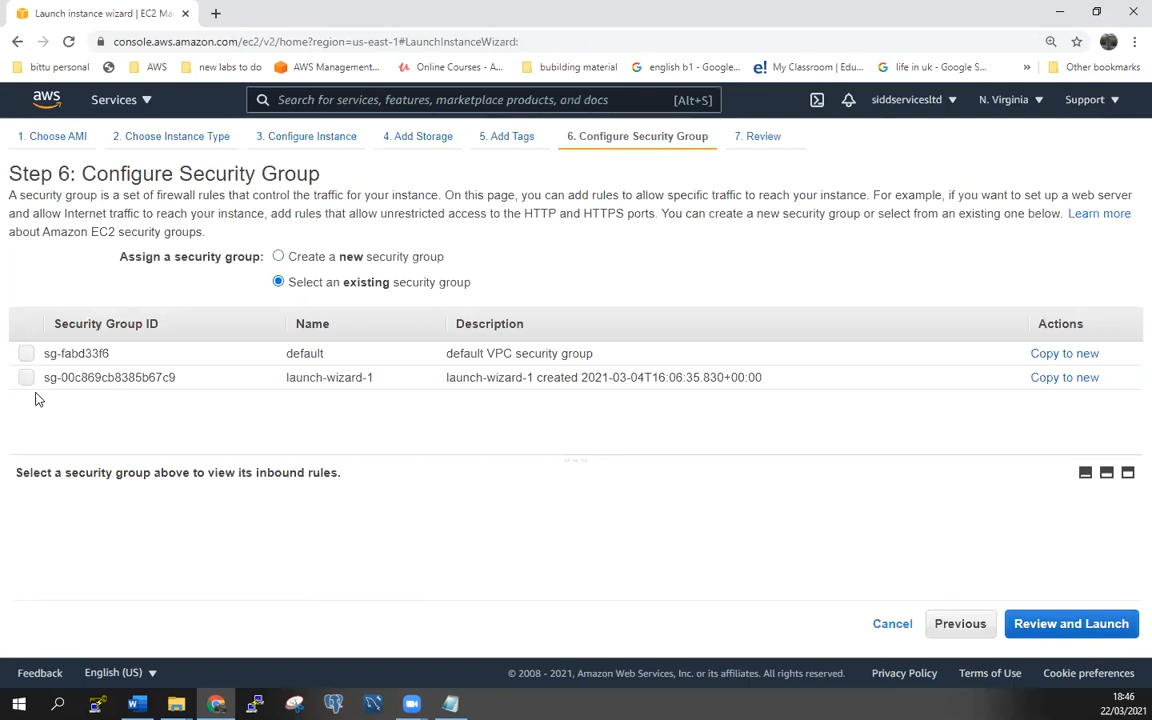 Launch instance wizard | EC2 Ma
console.aws.amazon.com/ec2/v2/home?region=us-east-1#LaunchInstanceWizard:
bittu personal
AWS
new labs to do
AWS Management...
Online Courses - A...
bubilding material
english b1 - Google...
e! My Classroom | Edu...
life in uk - Google S...
»
Other bookmarks
aws
Services
Search for services, features, marketplace products, and docs
[Alt+S]
siddservicesltd
N. Virginia
Support
1. Choose AMI
2. Choose Instance Type
3. Configure Instance
4. Add Storage
5. Add Tags
6. Configure Security Group
7. Review
Step 6: Configure Security Group
A security group is a set of firewall rules that control the traffic for your instance. On this page, you can add rules to allow specific traffic to reach your instance. For example, if you want to set up a web server
and allow Internet traffic to reach your instance, add rules that allow unrestricted access to the HTTP and HTTPS ports. You can create a new security group or select from an existing one below. Learn more
about Amazon EC2 security groups.
Assign a security group: Create a new security group
Select an existing security group
Security Group ID Name Description Actions
sg-fabd33f6 default default VPC security group Copy to new
sg-00c869cb8385b67c9 launch-wizard-1 launch-wizard-1 created 2021-03-04T16:06:35.830+00:00 Copy to new
Select a security group above to view its inbound rules.
Cancel
Previous
Review and Launch
Feedback
English (US)
© 2008 - 2021, Amazon Web Services, Inc. or its affiliates. All rights reserved.
Privacy Policy
Terms of Use
Cookie preferences
18:46
22/03/2021